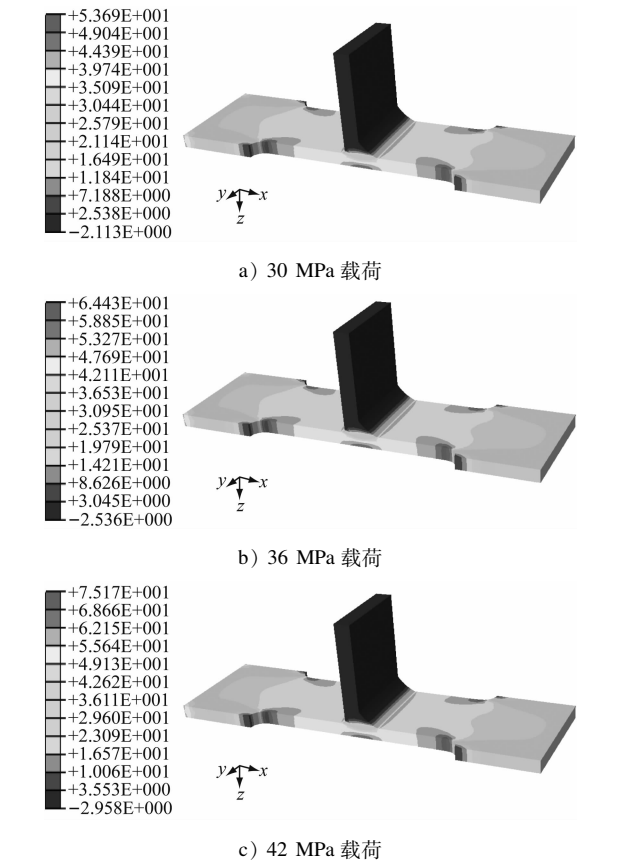 +5.369E+001
+4.904E+001
+4.439E+001
+3.974E+001
+3.509E+001
+3.044E+001
+2.579E+001
+2.114E+001
+1.649E+001
+1.184E+001
+7.188E+000
+2.538E+000
−2.113E+000
y x
z
a）30 MPa 载荷
+6.443E+001
+5.885E+001
+5.327E+001
+4.769E+001
+4.211E+001
+3.653E+001
+3.095E+001
+2.537E+001
+1.979E+001
+1.421E+001
+8.626E+000
+3.045E+000
−2.536E+000
y x
z
b）36 MPa 载荷
+7.517E+001
+6.866E+001
+6.215E+001
+5.564E+001
+4.913E+001
+4.262E+001
+3.611E+001
+2.960E+001
+2.309E+001
+1.657E+001
+1.006E+001
+3.553E+000
−2.958E+000
y x
z
c）42 MPa 载荷